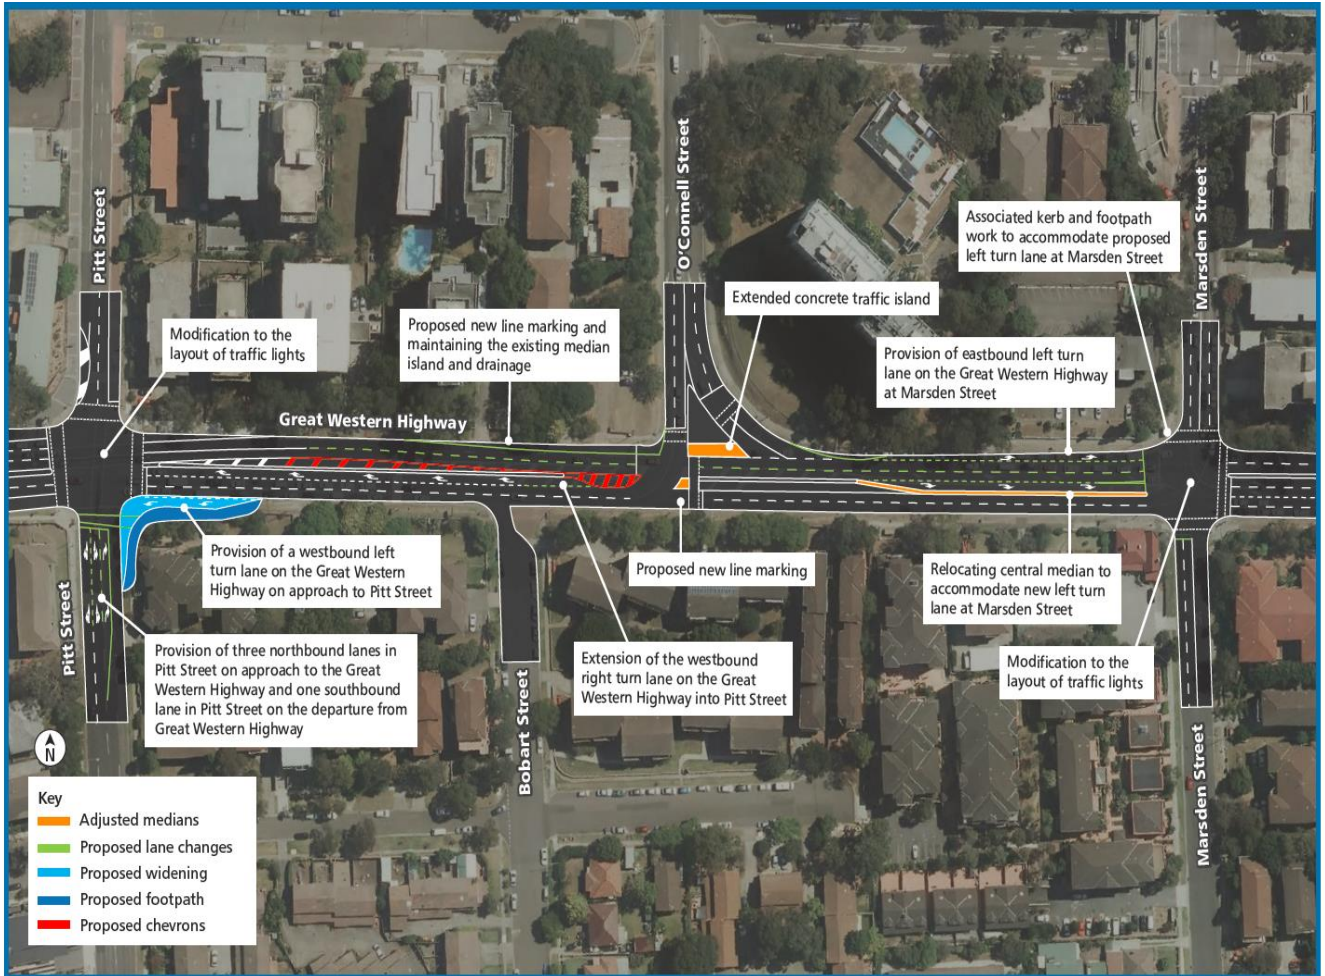 Pitt Street
O'Connell Street
Marsden Street
Associated kerb and footpath
work to accommodate proposed
left turn lane at Marsden Street
Extended concrete traffic island
Modification to the
layout of traffic lights
Proposed new line marking and
maintaining the existing median
island and drainage
Provision of eastbound left turn
lane on the Great Western Highway
at Marsden Street
Great Western Highway
Provision of a westbound left
turn lane on the Great Western
Highway on approach to Pitt Street
Proposed new line marking
Relocating central median to
accommodate new left turn
lane at Marsden Street
Pitt Street
Provision of three northbound lanes in
Pitt Street on approach to the Great
Western Highway and one southbound
lane in Pitt Street on the departure from
Great Western Highway
Extension of the westbound
right turn lane on the Great
Western Highway into Pitt Street
Modification to the
layout of traffic lights
Bobart Street
Marsden Street
N
Key
Adjusted medians
Proposed lane changes
Proposed widening
Proposed footpath
Proposed chevrons